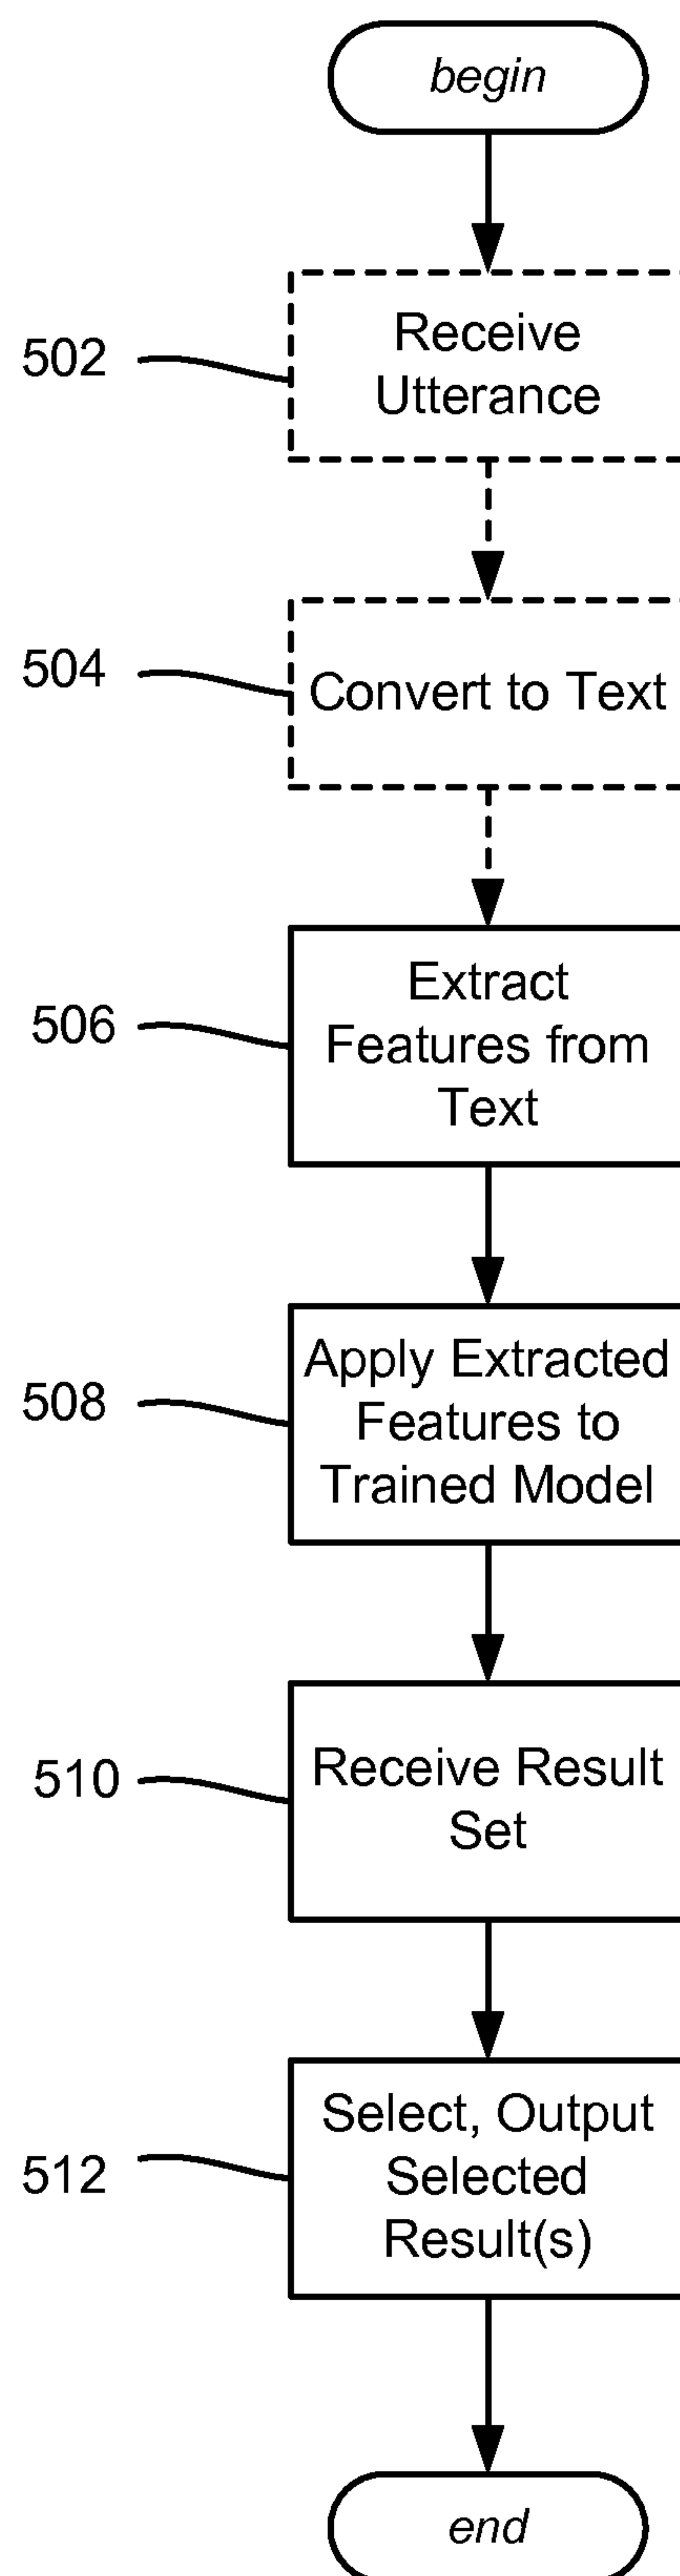 begin
502
Receive
Utterance
504
Convert to Text
506
Extract
Features from
Text
508
Apply Extracted
Features to
Trained Model
510
Receive Result
Set
512
Select, Output
Selected
Result(s)
end